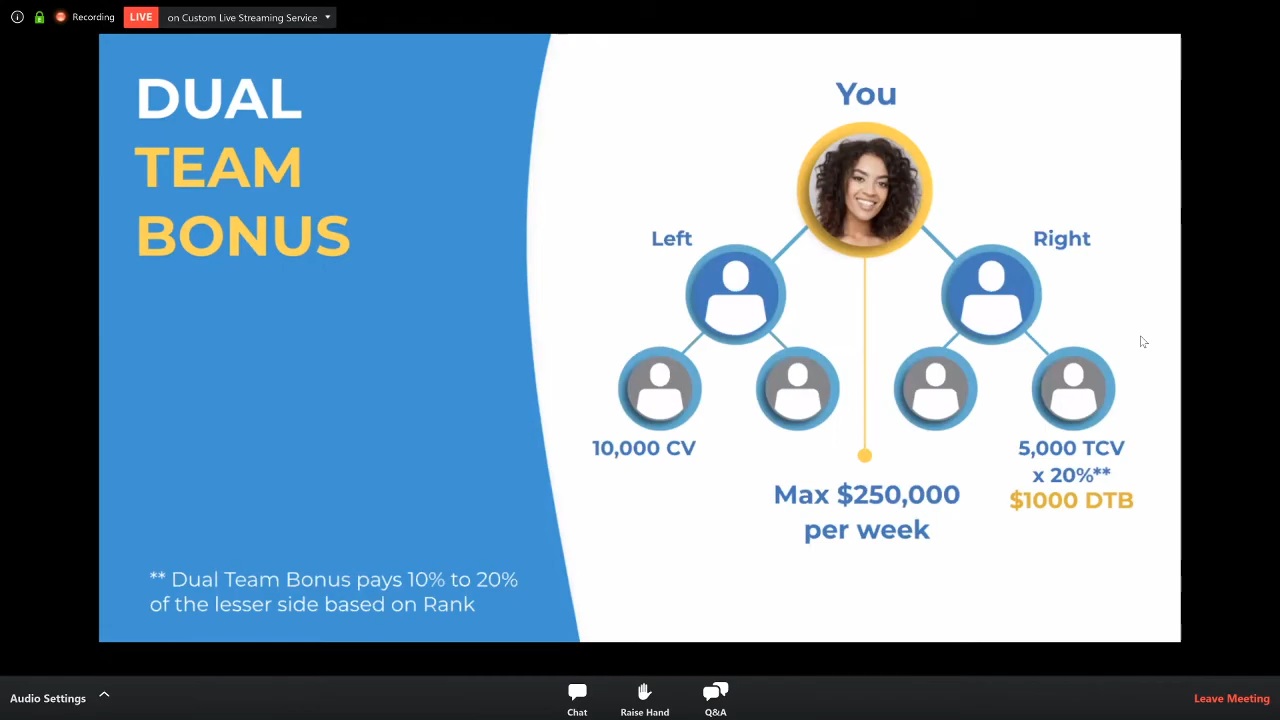 Recording
LIVE
on Custom Live Streaming Service
DUAL
TEAM
BONUS
You
Left
Right
10,000 CV
5,000 TCV
x 20%**
$1000 DTB
Max $250,000
per week
** Dual Team Bonus pays 10% to 20%
of the lesser side based on Rank
Audio Settings
Chat
Raise Hand
Q&A
Leave Meeting